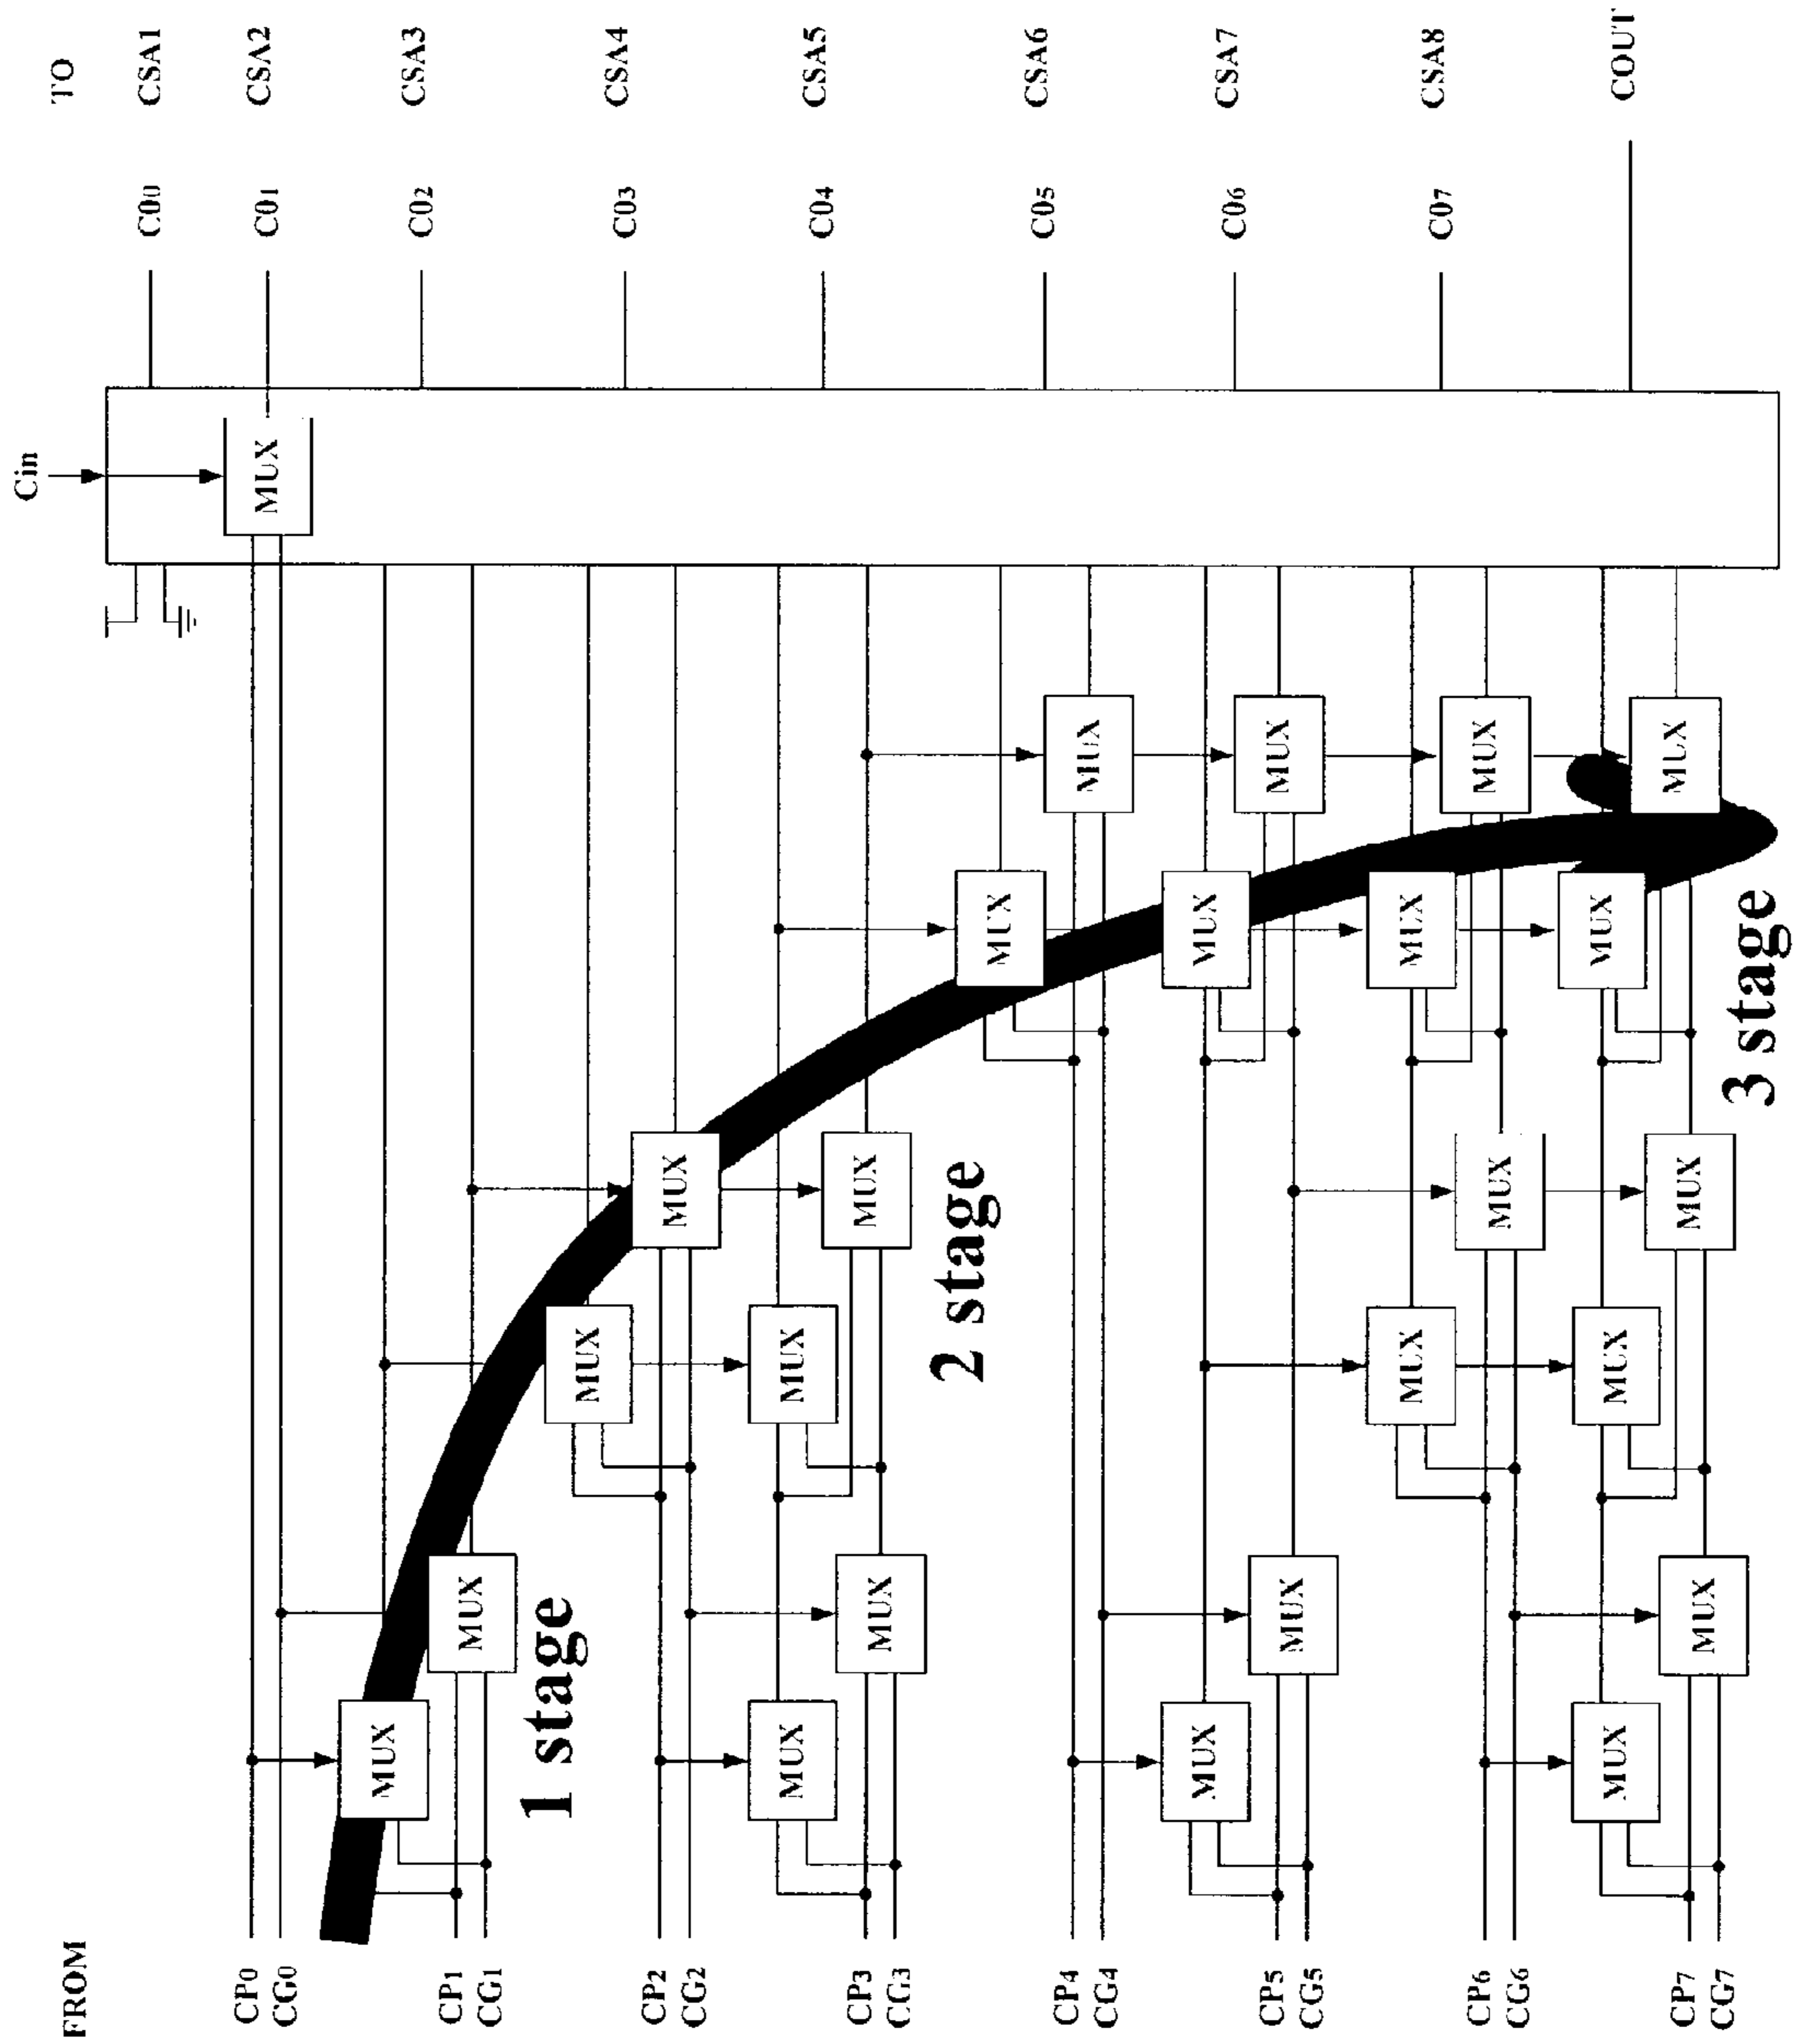 FROM Cin TO
C00 CSA1
CP0
CG0 MUX C01 CSA2
MUX
C02 CSA3
CP1
CG1 MUX
1 stage
MUX
C03 CSA4
CP2
CG2 MUX
MUX MUX
C04 CSA5
CP3
CG3 MUX MUX
2 stage
MUX
C05 CSA6
CP4
CG4 MUX
MUX MUX
C06 CSA7
CP5
CG5 MUX MUX
MUX MUX
C07 CSA8
CP6
CG6 MUX MUX
MUX MUX MUX
COUT
CP7
CG7 MUX MUX MUX
3 stage